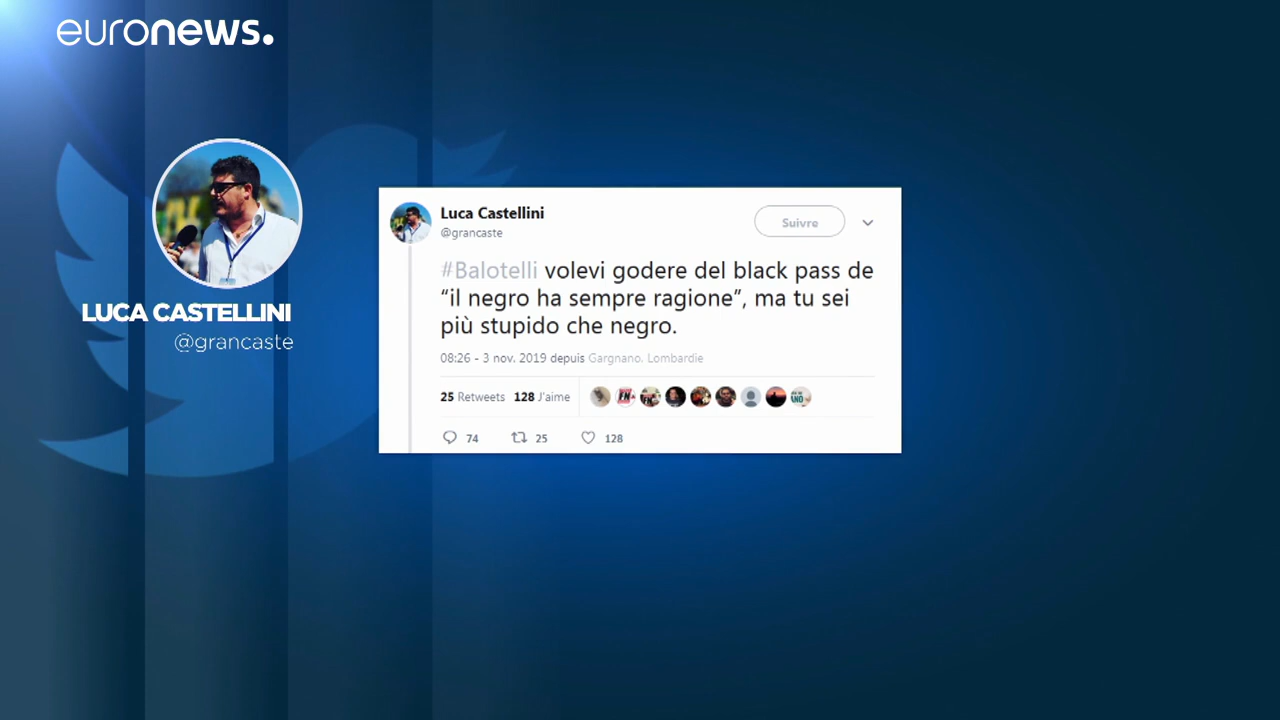 euronews.
LUCA CASTELLINI
@grancaste
Luca Castellini
@grancaste
Suivre
#Balotelli volevi godere del black pass de
“il negro ha sempre ragione”, ma tu sei
più stupido che negro.
08:26 - 3 nov. 2019 depuis Gargnano, Lombardie
25 Retweets 128 J'aime
74 25 128